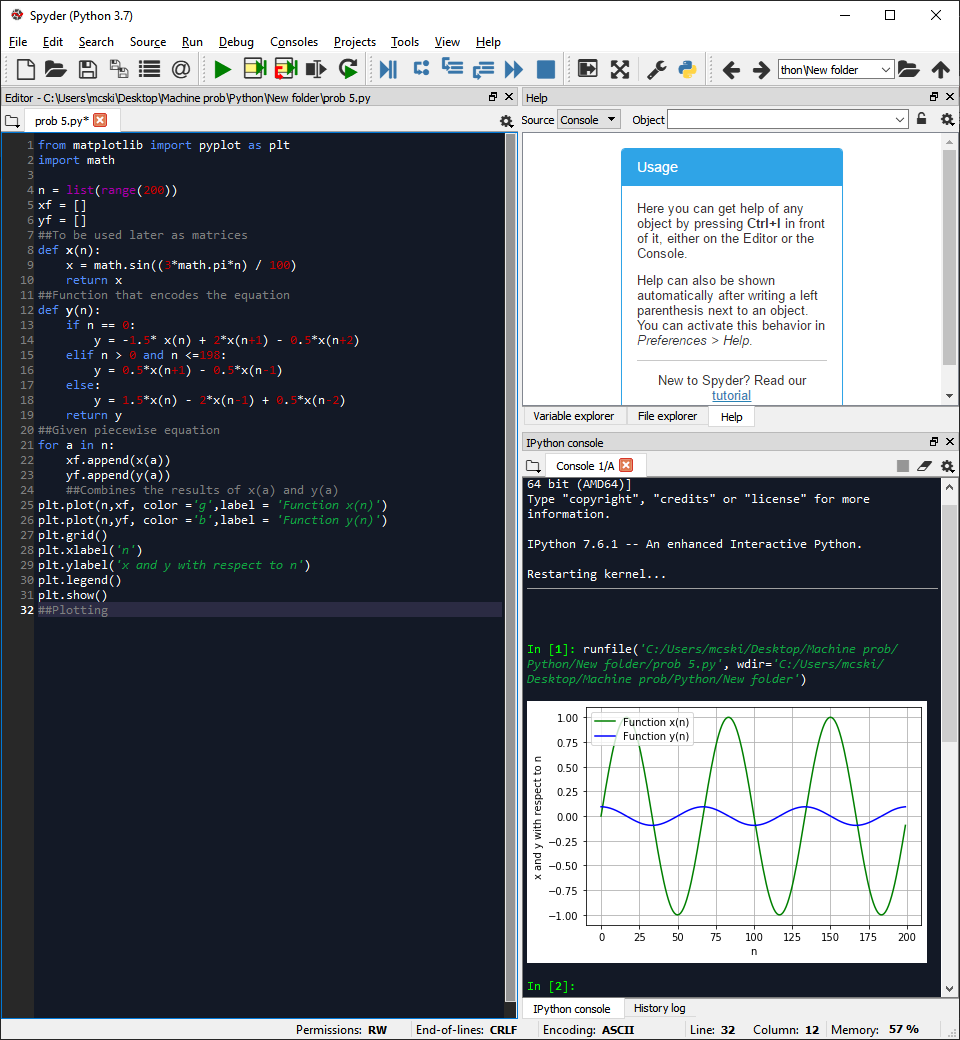 Spyder (Python 3.7)
File Edit Search Source Run Debug Consoles Projects Tools View Help
thon\New folder
Editor - C:\Users\mcski\Desktop\Machine prob\Python\New folder\prob 5.py
prob 5.py*
1 from matplotlib import pyplot as plt
2 import math
3
4 n = list(range(200))
5 xf = []
6 yf = []
7 ##To be used later as matrices
8 def x(n):
9     x = math.sin((3*math.pi*n) / 100)
10     return x
11 ##Function that encodes the equation
12 def y(n):
13     if n == 0:
14         y = -1.5* x(n) + 2*x(n+1) - 0.5*x(n+2)
15     elif n > 0 and n <=198:
16         y = 0.5*x(n+1) - 0.5*x(n-1)
17     else:
18         y = 1.5*x(n) - 2*x(n-1) + 0.5*x(n-2)
19     return y
20 ##Given piecewise equation
21 for a in n:
22     xf.append(x(a))
23     yf.append(y(a))
24     ##Combines the results of x(a) and y(a)
25 plt.plot(n,xf, color ='g',label = 'Function x(n)')
26 plt.plot(n,yf, color ='b',label = 'Function y(n)')
27 plt.grid()
28 plt.xlabel('n')
29 plt.ylabel('x and y with respect to n')
30 plt.legend()
31 plt.show()
32 ##Plotting
Help
Source Console Object
Usage
Here you can get help of any
object by pressing Ctrl+I in front
of it, either on the Editor or the
Console.
Help can also be shown
automatically after writing a left
parenthesis next to an object.
You can activate this behavior in
Preferences > Help.
New to Spyder? Read our
tutorial
Variable explorer File explorer Help
IPython console
Console 1/A
64 bit (AMD64)]
Type "copyright", "credits" or "license" for more
information.
IPython 7.6.1 -- An enhanced Interactive Python.
Restarting kernel...
In [1]: runfile('C:/Users/mcski/Desktop/Machine prob/
Python/New folder/prob 5.py', wdir='C:/Users/mcski/
Desktop/Machine prob/Python/New folder')
Function x(n)
Function y(n)
x and y with respect to n
1.00
0.75
0.50
0.25
0.00
−0.25
−0.50
−0.75
−1.00
0 25 50 75 100 125 150 175 200
n
In [2]:
IPython console History log
Permissions: RW End-of-lines: CRLF Encoding: ASCII Line: 32 Column: 12 Memory: 57 %